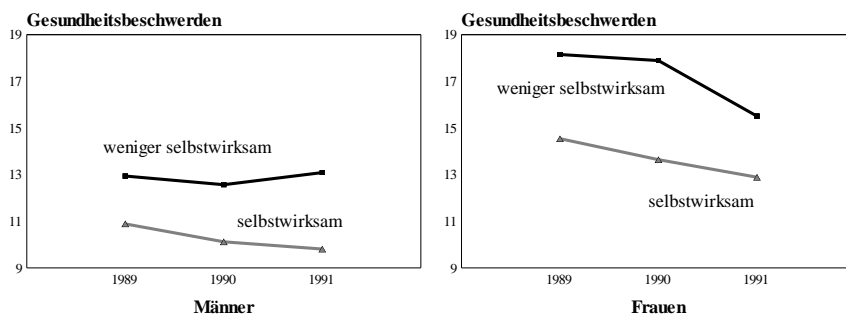 Gesundheitsbeschwerden
19
17
15
13
11
9
weniger selbstwirksam
selbstwirksam
1989 1990 1991
Männer
Gesundheitsbeschwerden
19
17
15
13
11
9
weniger selbstwirksam
selbstwirksam
1989 1990 1991
Frauen